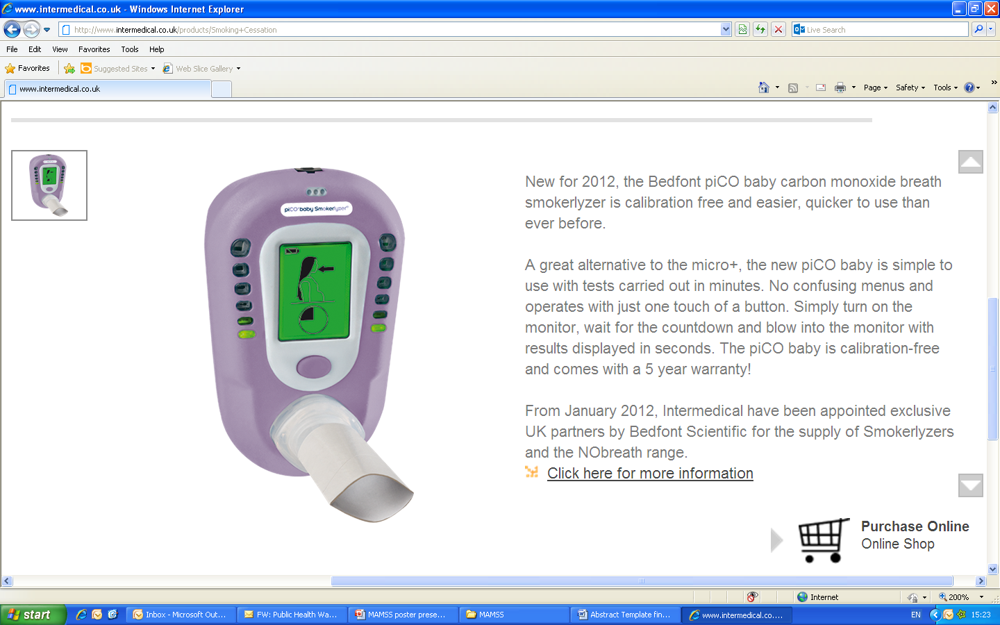 www.intermedical.co.uk - Windows Internet Explorer
http://www.intermedical.co.uk/products/Smoking+Cessation
Live Search
File Edit View Favorites Tools Help
Favorites Suggested Sites Web Slice Gallery
www.intermedical.co.uk
Page Safety Tools »
piCO baby Smokerlyzer
New for 2012, the Bedfont piCO baby carbon monoxide breath
smokerlyzer is calibration free and easier, quicker to use than
ever before.
A great alternative to the micro+, the new piCO baby is simple to
use with tests carried out in minutes. No confusing menus and
operates with just one touch of a button. Simply turn on the
monitor, wait for the countdown and blow into the monitor with
results displayed in seconds. The piCO baby is calibration-free
and comes with a 5 year warranty!
From January 2012, Intermedical have been appointed exclusive
UK partners by Bedfont Scientific for the supply of Smokerlyzers
and the NObreath range.
Click here for more information
Purchase Online
Online Shop
Internet 200%
start Inbox - Microsoft Out... FW: Public Health Wa... MAMSS poster prese... MAMSS Abstract Template fin... www.intermedical.co.... EN 15:23